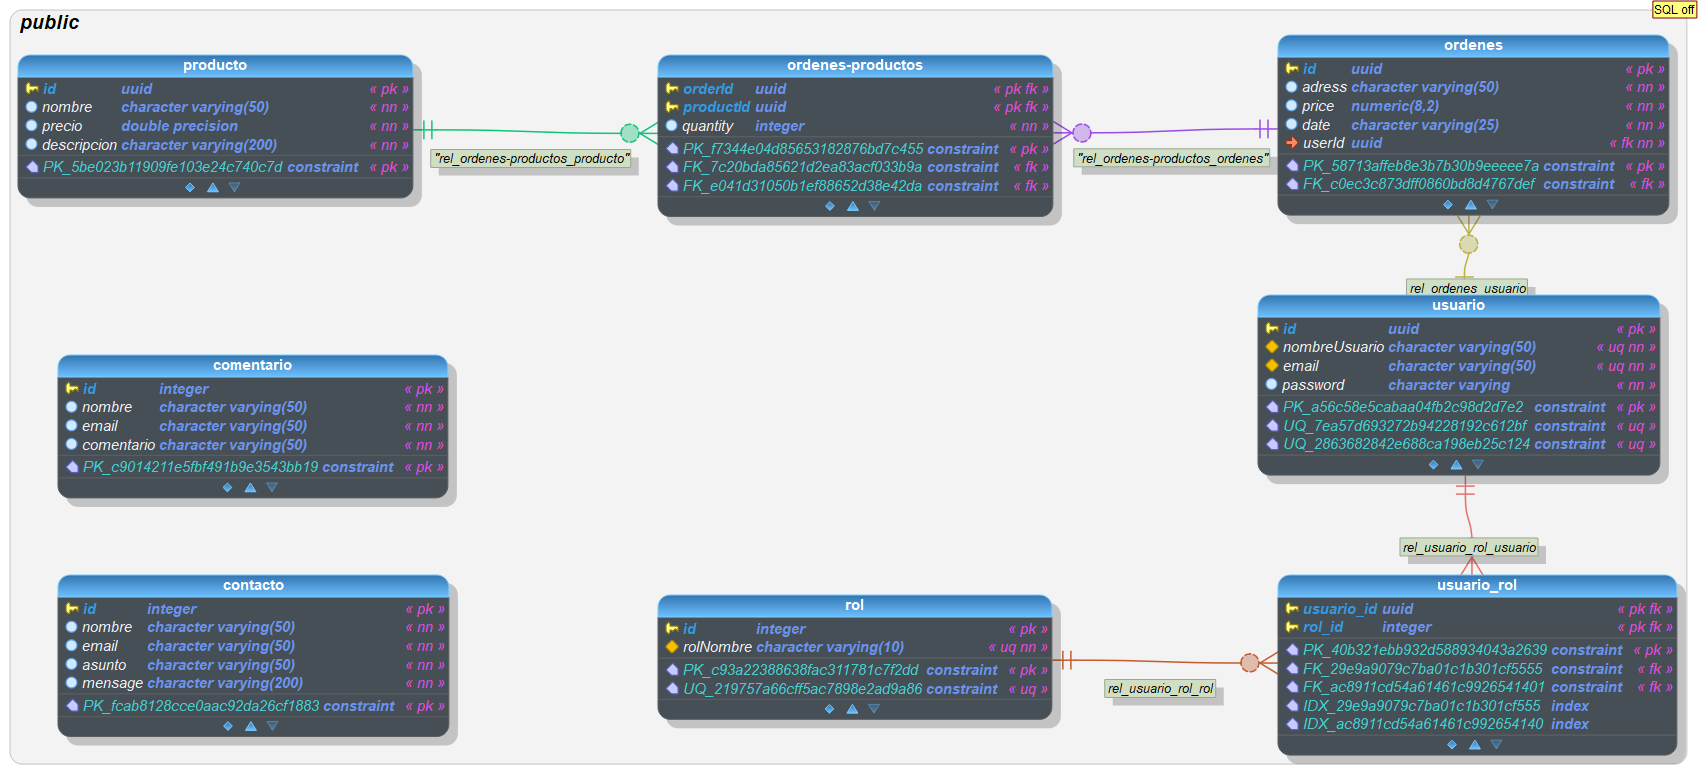 SQL off
public
producto
id uuid « pk »
nombre character varying(50) « nn »
precio double precision « nn »
descripcion character varying(200) « nn »
PK_5be023b11909fe103e24c740c7d constraint « pk »
"rel_ordenes-productos_producto"
ordenes-productos
orderId uuid « pk fk »
productId uuid « pk fk »
quantity integer « nn »
PK_f7344e04d85653182876bd7c455 constraint « pk »
FK_7c20bda85621d2ea83acf033b9a constraint « fk »
FK_e041d31050b1ef88652d38e42da constraint « fk »
"rel_ordenes-productos_ordenes"
ordenes
id uuid « pk »
adress character varying(50) « nn »
price numeric(8,2) « nn »
date character varying(25) « nn »
userId uuid « fk nn »
PK_58713affeb8e3b7b30b9eeeee7a constraint « pk »
FK_c0ec3c873dff0860bd8d4767def constraint « fk »
rel_ordenes_usuario
usuario
id uuid « pk »
nombreUsuario character varying(50) « uq nn »
email character varying(50) « uq nn »
password character varying « nn »
PK_a56c58e5cabaa04fb2c98d2d7e2 constraint « pk »
UQ_7ea57d693272b94228192c612bf constraint « uq »
UQ_2863682842e688ca198eb25c124 constraint « uq »
comentario
id integer « pk »
nombre character varying(50) « nn »
email character varying(50) « nn »
comentario character varying(50) « nn »
PK_c9014211e5fbf491b9e3543bb19 constraint « pk »
rel_usuario_rol_usuario
contacto
id integer « pk »
nombre character varying(50) « nn »
email character varying(50) « nn »
asunto character varying(50) « nn »
mensage character varying(200) « nn »
PK_fcab8128cce0aac92da26cf1883 constraint « pk »
rol
id integer « pk »
rolNombre character varying(10) « uq nn »
PK_c93a22388638fac311781c7f2dd constraint « pk »
UQ_219757a66cff5ac7898e2ad9a86 constraint « uq »
rel_usuario_rol_rol
usuario_rol
usuario_id uuid « pk fk »
rol_id integer « pk fk »
PK_40b321ebb932d588934043a2639 constraint « pk »
FK_29e9a9079c7ba01c1b301cf5555 constraint « fk »
FK_ac8911cd54a61461c9926541401 constraint « fk »
IDX_29e9a9079c7ba01c1b301cf555 index
IDX_ac8911cd54a61461c992654140 index